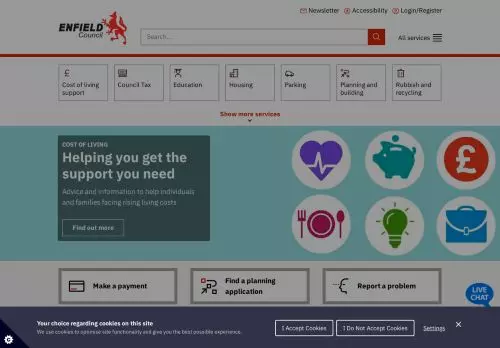 Newsletter
Accessibility
Login/Register
ENFIELD
Council
Search...
All services
Cost of living
support
Council Tax
Education
Housing
Parking
Planning and
building
Rubbish and
recycling
Show more services
COST OF LIVING
Helping you get the
support you need
Advice and information to help individuals
and families facing rising living costs
Find out more
Make a payment
Find a planning
application
Report a problem
LIVE
CHAT
Your choice regarding cookies on this site
We use cookies to optimise site functionality and give you the best possible experience.
I Accept Cookies
I Do Not Accept Cookies
Settings